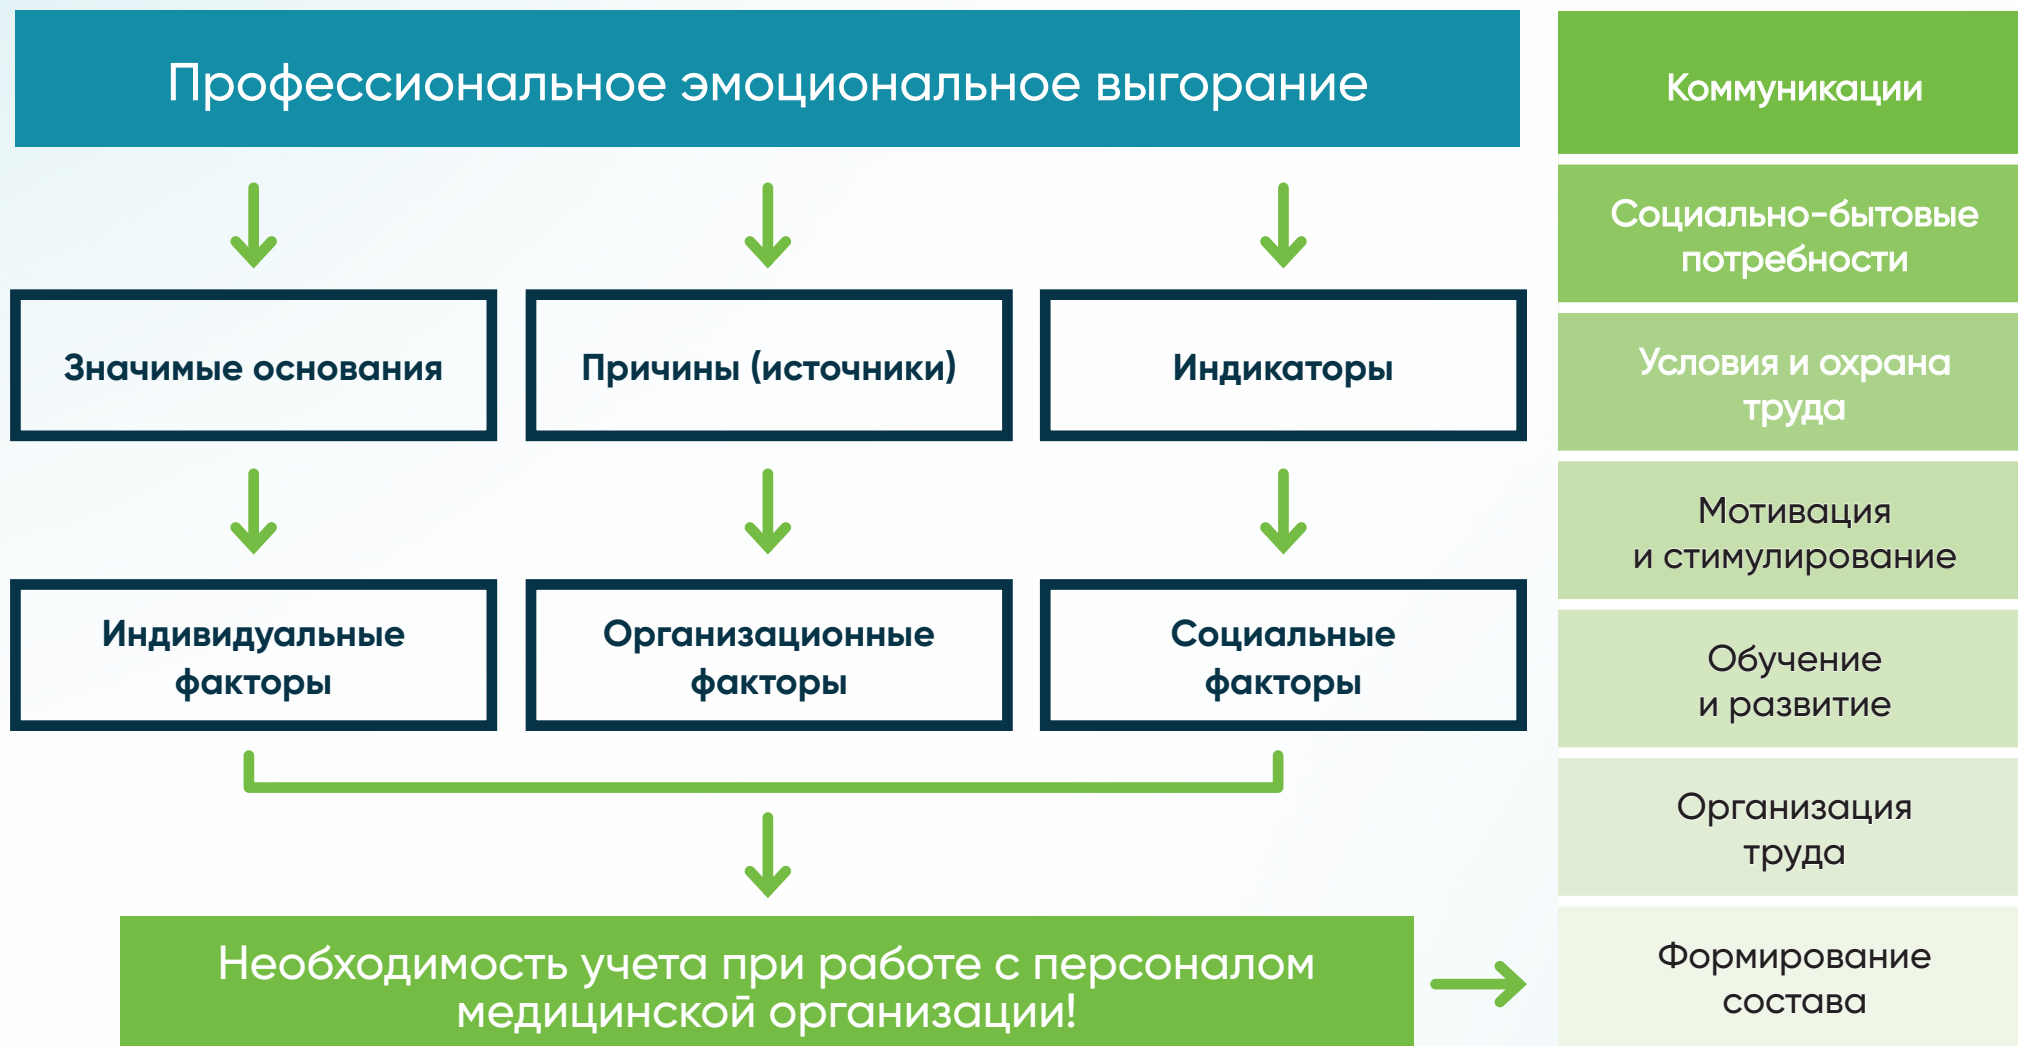 Профессиональное эмоциональное выгорание
Значимые основания
Причины (источники)
Индикаторы
Индивидуальные
факторы
Организационные
факторы
Социальные
факторы
Необходимость учета при работе с персоналом
медицинской организации!
Коммуникации
Социально-бытовые
потребности
Условия и охрана
труда
Мотивация
и стимулирование
Обучение
и развитие
Организация
труда
Формирование
состава